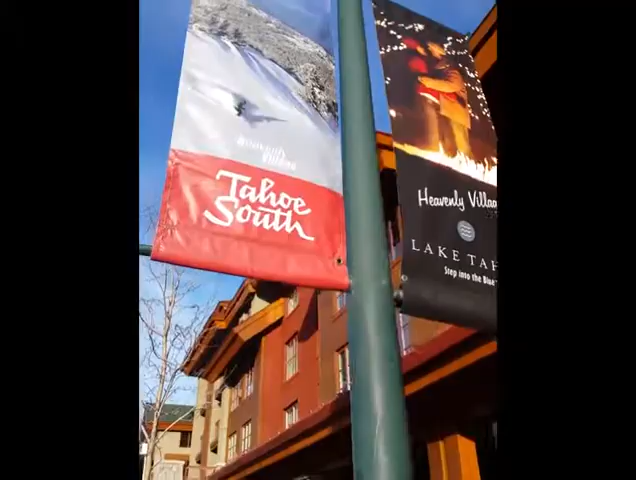 Tahoe
South
Heavenly Villa
LAKE TAH
Step into the Blue